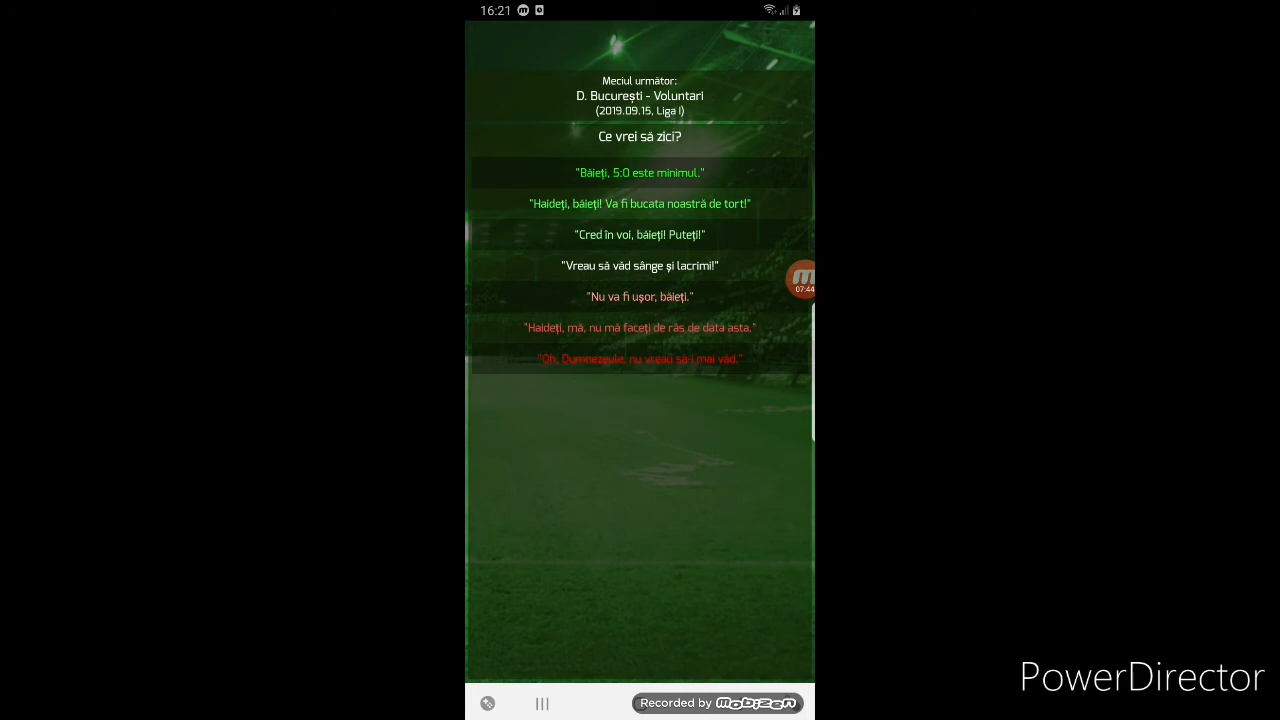 16:21
Meciul următor:
D. București - Voluntari
(2019.09.15, Liga I)
Ce vrei să zici?
"Băieți, 5:0 este minimul."
"Haideți, băieți! Va fi bucata noastră de tort!"
"Cred în voi, băieți! Puteți!"
"Vreau să văd sânge și lacrimi!"
07:44
"Nu va fi ușor, băieți."
"Haideți, mă, nu mă faceți de râs de data asta."
"Oh, Dumnezeule, nu vreau să-i mai văd."
PowerDirector
Recorded by mobizen